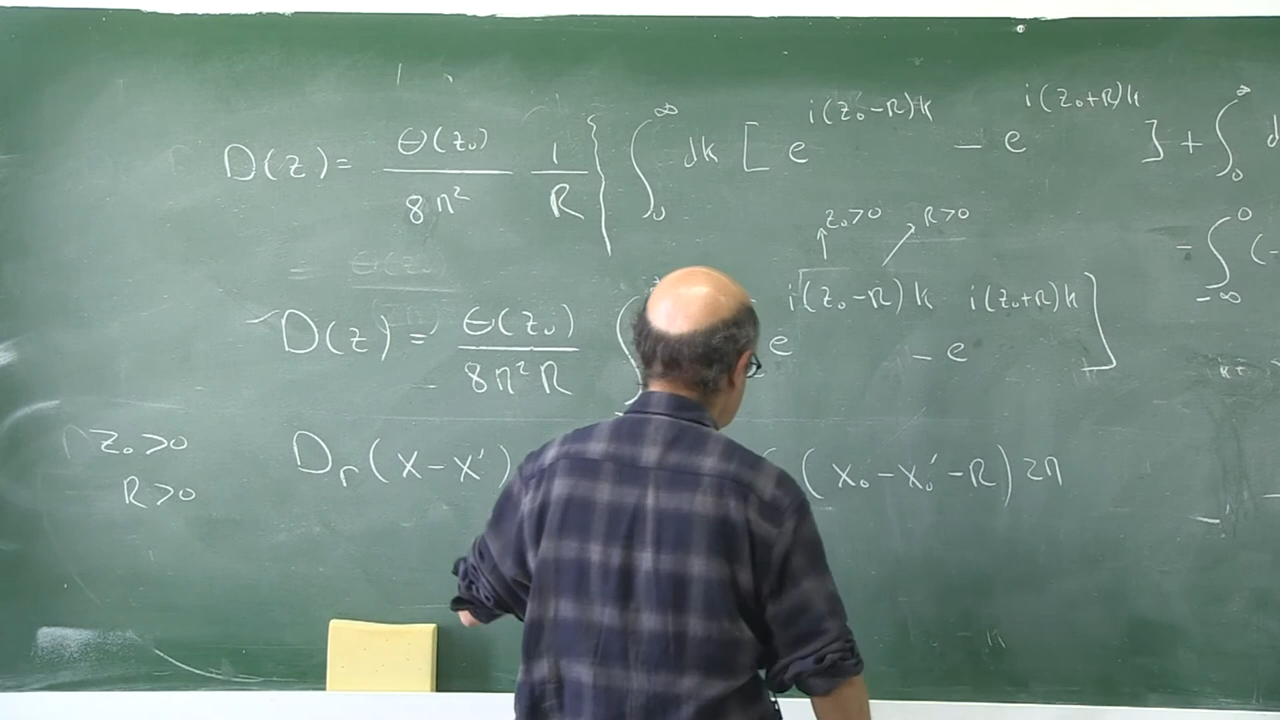 D(z) = Θ(z₀)/8π² 1/R { ∫₀^∞ dk [ e^{i(z₀-R)k} - e^{i(z₀+R)k} ] + ∫₀^∞ d
z₀>0 R>0
- ∫_{-∞}^0 (-
D(z) = Θ(z₀)/8π²R e^{i(z₀-R)k} - e^{i(z₀+R)k} ]
z₀>0
R>0
D_r(x-x') (x₀-x₀'-R)2π